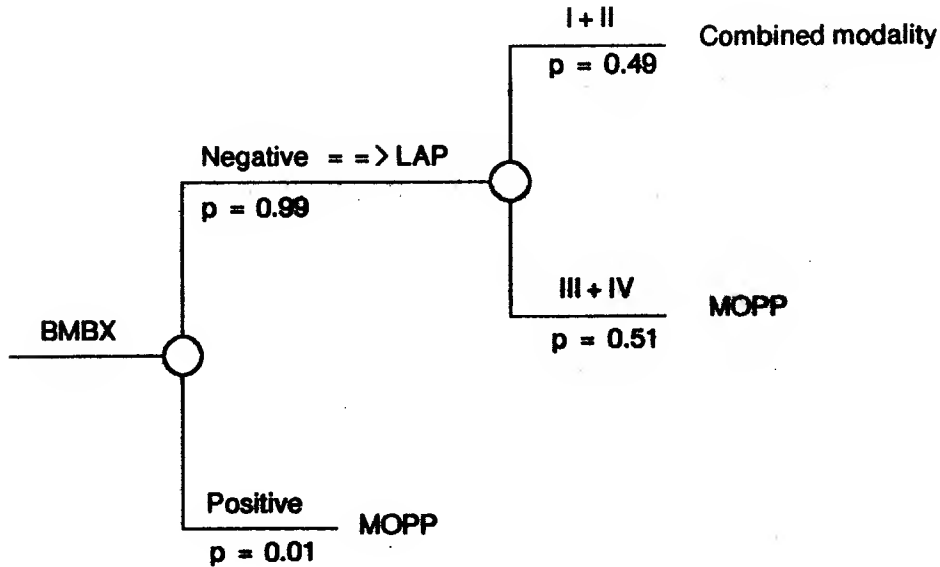 I + II
Combined modality
p = 0.49
Negative = = > LAP
p = 0.99
III + IV
MOPP
p = 0.51
BMBX
Positive
MOPP
p = 0.01